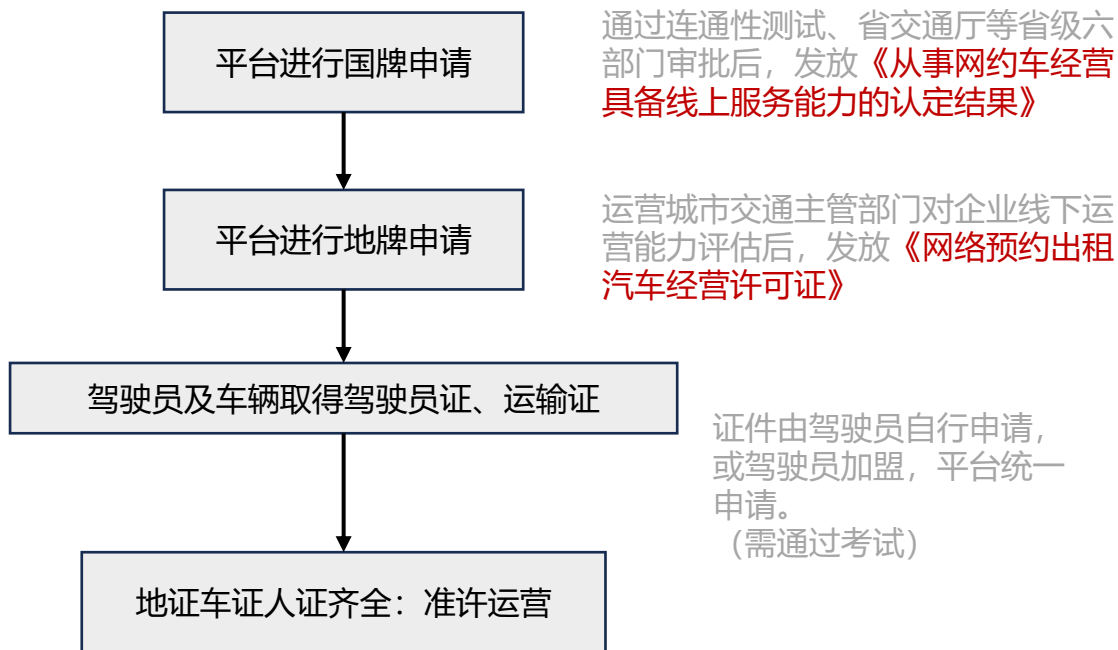 平台进行国牌申请
通过连通性测试、省交通厅等省级六
部门审批后，发放《从事网约车经营
具备线上服务能力的认定结果》
平台进行地牌申请
运营城市交通主管部门对企业线下运
营能力评估后，发放《网络预约出租
汽车经营许可证》
驾驶员及车辆取得驾驶员证、运输证
证件由驾驶员自行申请，
或驾驶员加盟，平台统一
申请。
（需通过考试）
地证车证人证齐全：准许运营